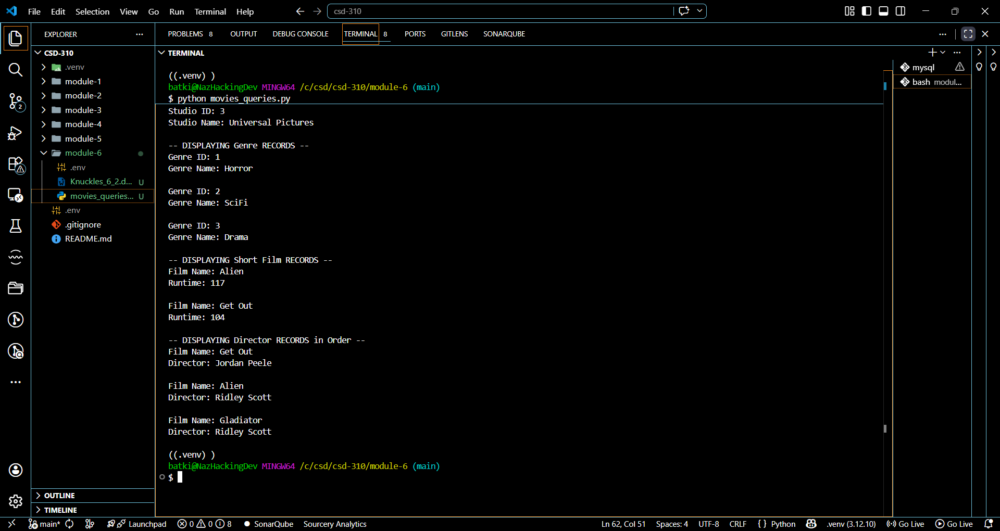 File Edit Selection View Go Run Terminal Help
csd-310
EXPLORER
PROBLEMS 8 OUTPUT DEBUG CONSOLE TERMINAL 8 PORTS GITLENS SONARQUBE
CSD-310
.venv
module-1
module-2
2
module-3
module-4
module-5
module-6
.env
Knuckles_6_2.d... U
movies_queries... U
.env
.gitignore
README.md
OUTLINE
TIMELINE
TERMINAL
((.venv) )
batki@NazHackingDev MINGW64 /c/csd/csd-310/module-6 (main)
$ python movies_queries.py
Studio ID: 3
Studio Name: Universal Pictures
-- DISPLAYING Genre RECORDS --
Genre ID: 1
Genre Name: Horror
Genre ID: 2
Genre Name: SciFi
Genre ID: 3
Genre Name: Drama
-- DISPLAYING Short Film RECORDS --
Film Name: Alien
Runtime: 117
Film Name: Get Out
Runtime: 104
-- DISPLAYING Director RECORDS in Order --
Film Name: Get Out
Director: Jordan Peele
Film Name: Alien
Director: Ridley Scott
Film Name: Gladiator
Director: Ridley Scott
((.venv) )
batki@NazHackingDev MINGW64 /c/csd/csd-310/module-6 (main)
$
mysql
bash modul...
main* Launchpad 0 0 8 SonarQube Sourcery Analytics Ln 62, Col 51 Spaces: 4 UTF-8 CRLF { } Python .venv (3.12.10) Go Live Go Live